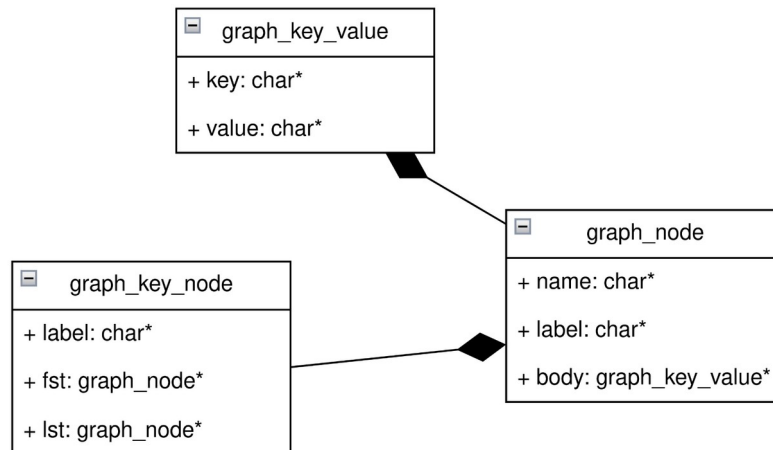 graph_key_value
+ key: char*
+ value: char*
graph_node
+ name: char*
+ label: char*
+ body: graph_key_value*
graph_key_node
+ label: char*
+ fst: graph_node*
+ lst: graph_node*